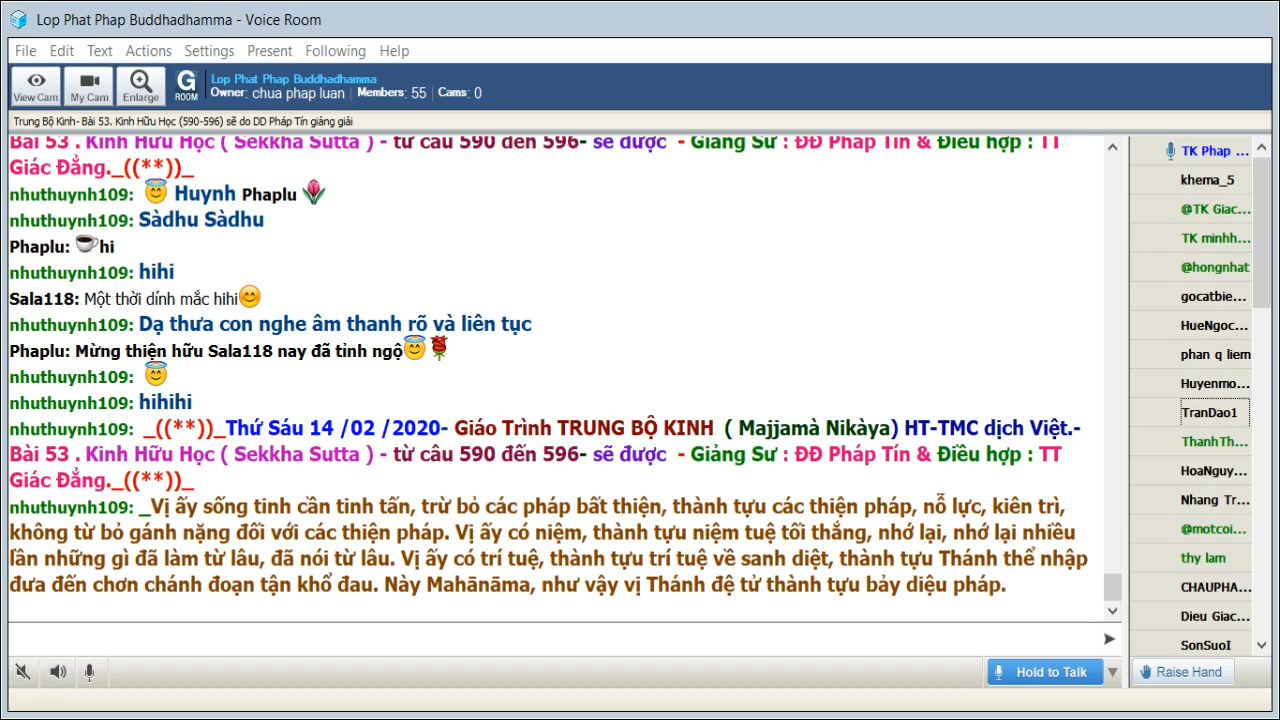 Lop Phat Phap Buddhadhamma - Voice Room
File Edit Text Actions Settings Present Following Help
View Cam My Cam Enlarge G ROOM Lop Phat Phap Buddhadhamma
Owner: chua phap luan Members: 55 Cams: 0
Trung Bộ Kinh- Bài 53. Kinh Hữu Học (590-596) sẽ do DD Pháp Tín giảng giải
Bài 53 . Kinh Hữu Học ( Sekkha Sutta ) - từ câu 590 đến 596- sẽ được - Giảng Sư : ĐĐ Pháp Tín & Điều hợp : TT
Giác Đẳng._((**))_
nhuthuynh109: Huynh Phaplu
nhuthuynh109: Sàdhu Sàdhu
Phaplu: hi
nhuthuynh109: hihi
Sala118: Một thời dính mắc hihi
nhuthuynh109: Dạ thưa con nghe âm thanh rõ và liên tục
Phaplu: Mừng thiện hữu Sala118 nay đã tỉnh ngộ
nhuthuynh109:
nhuthuynh109: hihihi
nhuthuynh109: _((**))_Thứ Sáu 14 /02 /2020- Giáo Trình TRUNG BỘ KINH ( Majjamà Nikàya) HT-TMC dịch Việt.-
Bài 53 . Kinh Hữu Học ( Sekkha Sutta ) - từ câu 590 đến 596- sẽ được - Giảng Sư : ĐĐ Pháp Tín & Điều hợp : TT
Giác Đẳng._((**))_
nhuthuynh109: _Vị ấy sống tinh cần tinh tấn, trừ bỏ các pháp bất thiện, thành tựu các thiện pháp, nỗ lực, kiên trì,
không từ bỏ gánh nặng đối với các thiện pháp. Vị ấy có niệm, thành tựu niệm tuệ tối thắng, nhớ lại, nhớ lại nhiều
lần những gì đã làm từ lâu, đã nói từ lâu. Vị ấy có trí tuệ, thành tựu trí tuệ về sanh diệt, thành tựu Thánh thể nhập
đưa đến chơn chánh đoạn tận khổ đau. Này Mahānāma, như vậy vị Thánh đệ tử thành tựu bảy diệu pháp.
TK Phap ...
khema_5
@TK Giac...
TK minhh...
@hongnhat
gocatbie...
HueNgoc...
phan q liem
Huyenmo...
TranDao1
ThanhTh...
HoaNguy...
Nhang Tr...
@motcoi...
thy lam
CHAUPHA...
Dieu Giac...
SonSuoI
Hold to Talk
Raise Hand